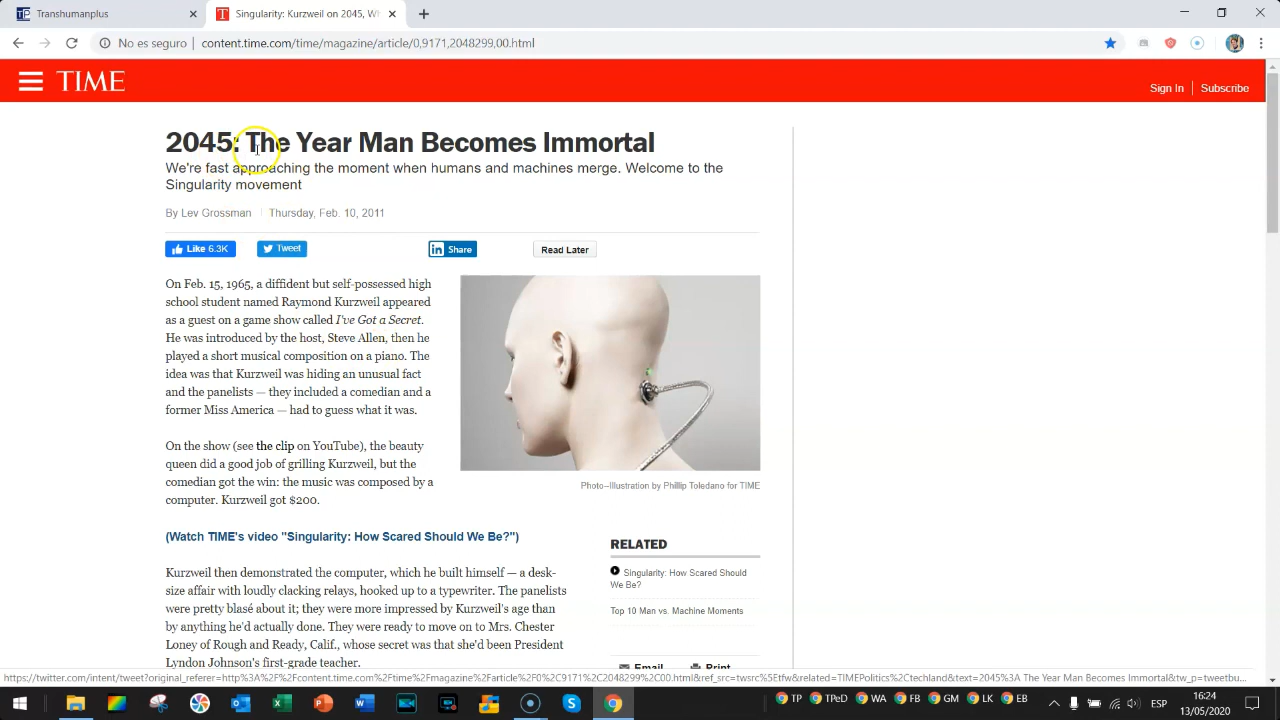 Transhumanplus
Singularity: Kurzweil on 2045, W
No es seguro
content.time.com/time/magazine/article/0,9171,2048299,00.html
TIME
Sign In
Subscribe
2045: The Year Man Becomes Immortal
We're fast approaching the moment when humans and machines merge. Welcome to the
Singularity movement
By Lev Grossman
Thursday, Feb. 10, 2011
Like 6.3K
Tweet
in Share
Read Later
On Feb. 15, 1965, a diffident but self-possessed high
school student named Raymond Kurzweil appeared
as a guest on a game show called I've Got a Secret.
He was introduced by the host, Steve Allen, then he
played a short musical composition on a piano. The
idea was that Kurzweil was hiding an unusual fact
and the panelists — they included a comedian and a
former Miss America — had to guess what it was.
On the show (see the clip on YouTube), the beauty
queen did a good job of grilling Kurzweil, but the
comedian got the win: the music was composed by a
computer. Kurzweil got $200.
Photo–Illustration by Phillip Toledano for TIME
(Watch TIME's video "Singularity: How Scared Should We Be?")
Kurzweil then demonstrated the computer, which he built himself — a desk-
size affair with loudly clacking relays, hooked up to a typewriter. The panelists
were pretty blasé about it; they were more impressed by Kurzweil's age than
by anything he'd actually done. They were ready to move on to Mrs. Chester
Loney of Rough and Ready, Calif., whose secret was that she'd been President
Lyndon Johnson's first-grade teacher.
RELATED
Singularity: How Scared Should
We Be?
Top 10 Man vs. Machine Moments
Email
Print
https://twitter.com/intent/tweet?original_referer=http%3A%2F%2Fcontent.time.com%2Ftime%2Fmagazine%2Farticle%2F0%2C9171%2C2048299%2C00.html&ref_src=twsrc%5Etfw&related=TIMEPolitics%2Ctechland&text=2045%3A The Year Man Becomes Immortal&tw_p=tweetbu...
TP
TPeD
WA
FB
GM
LK
EB
ESP
16:24
13/05/2020